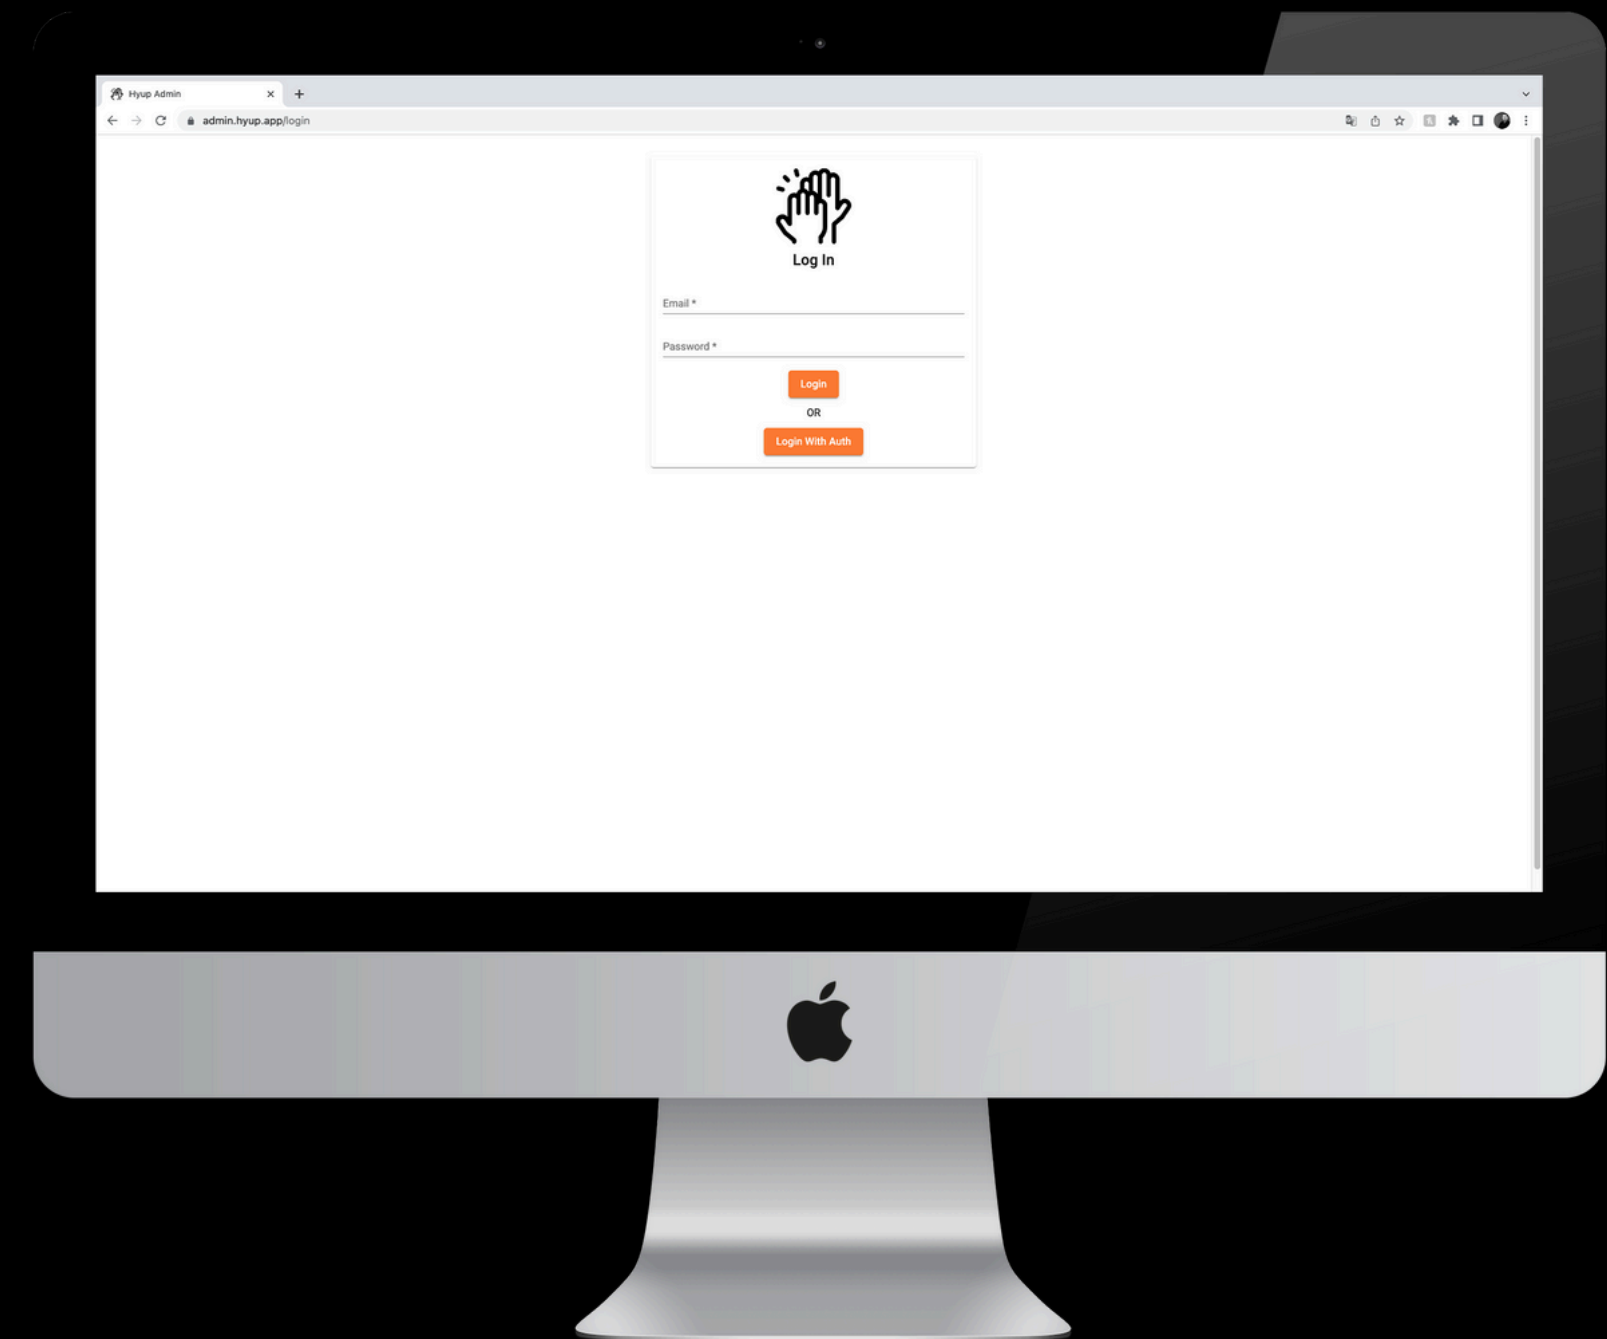 Hyup Admin
admin.hyup.app/login
Log In
Email *
Password *
Login
OR
Login With Auth